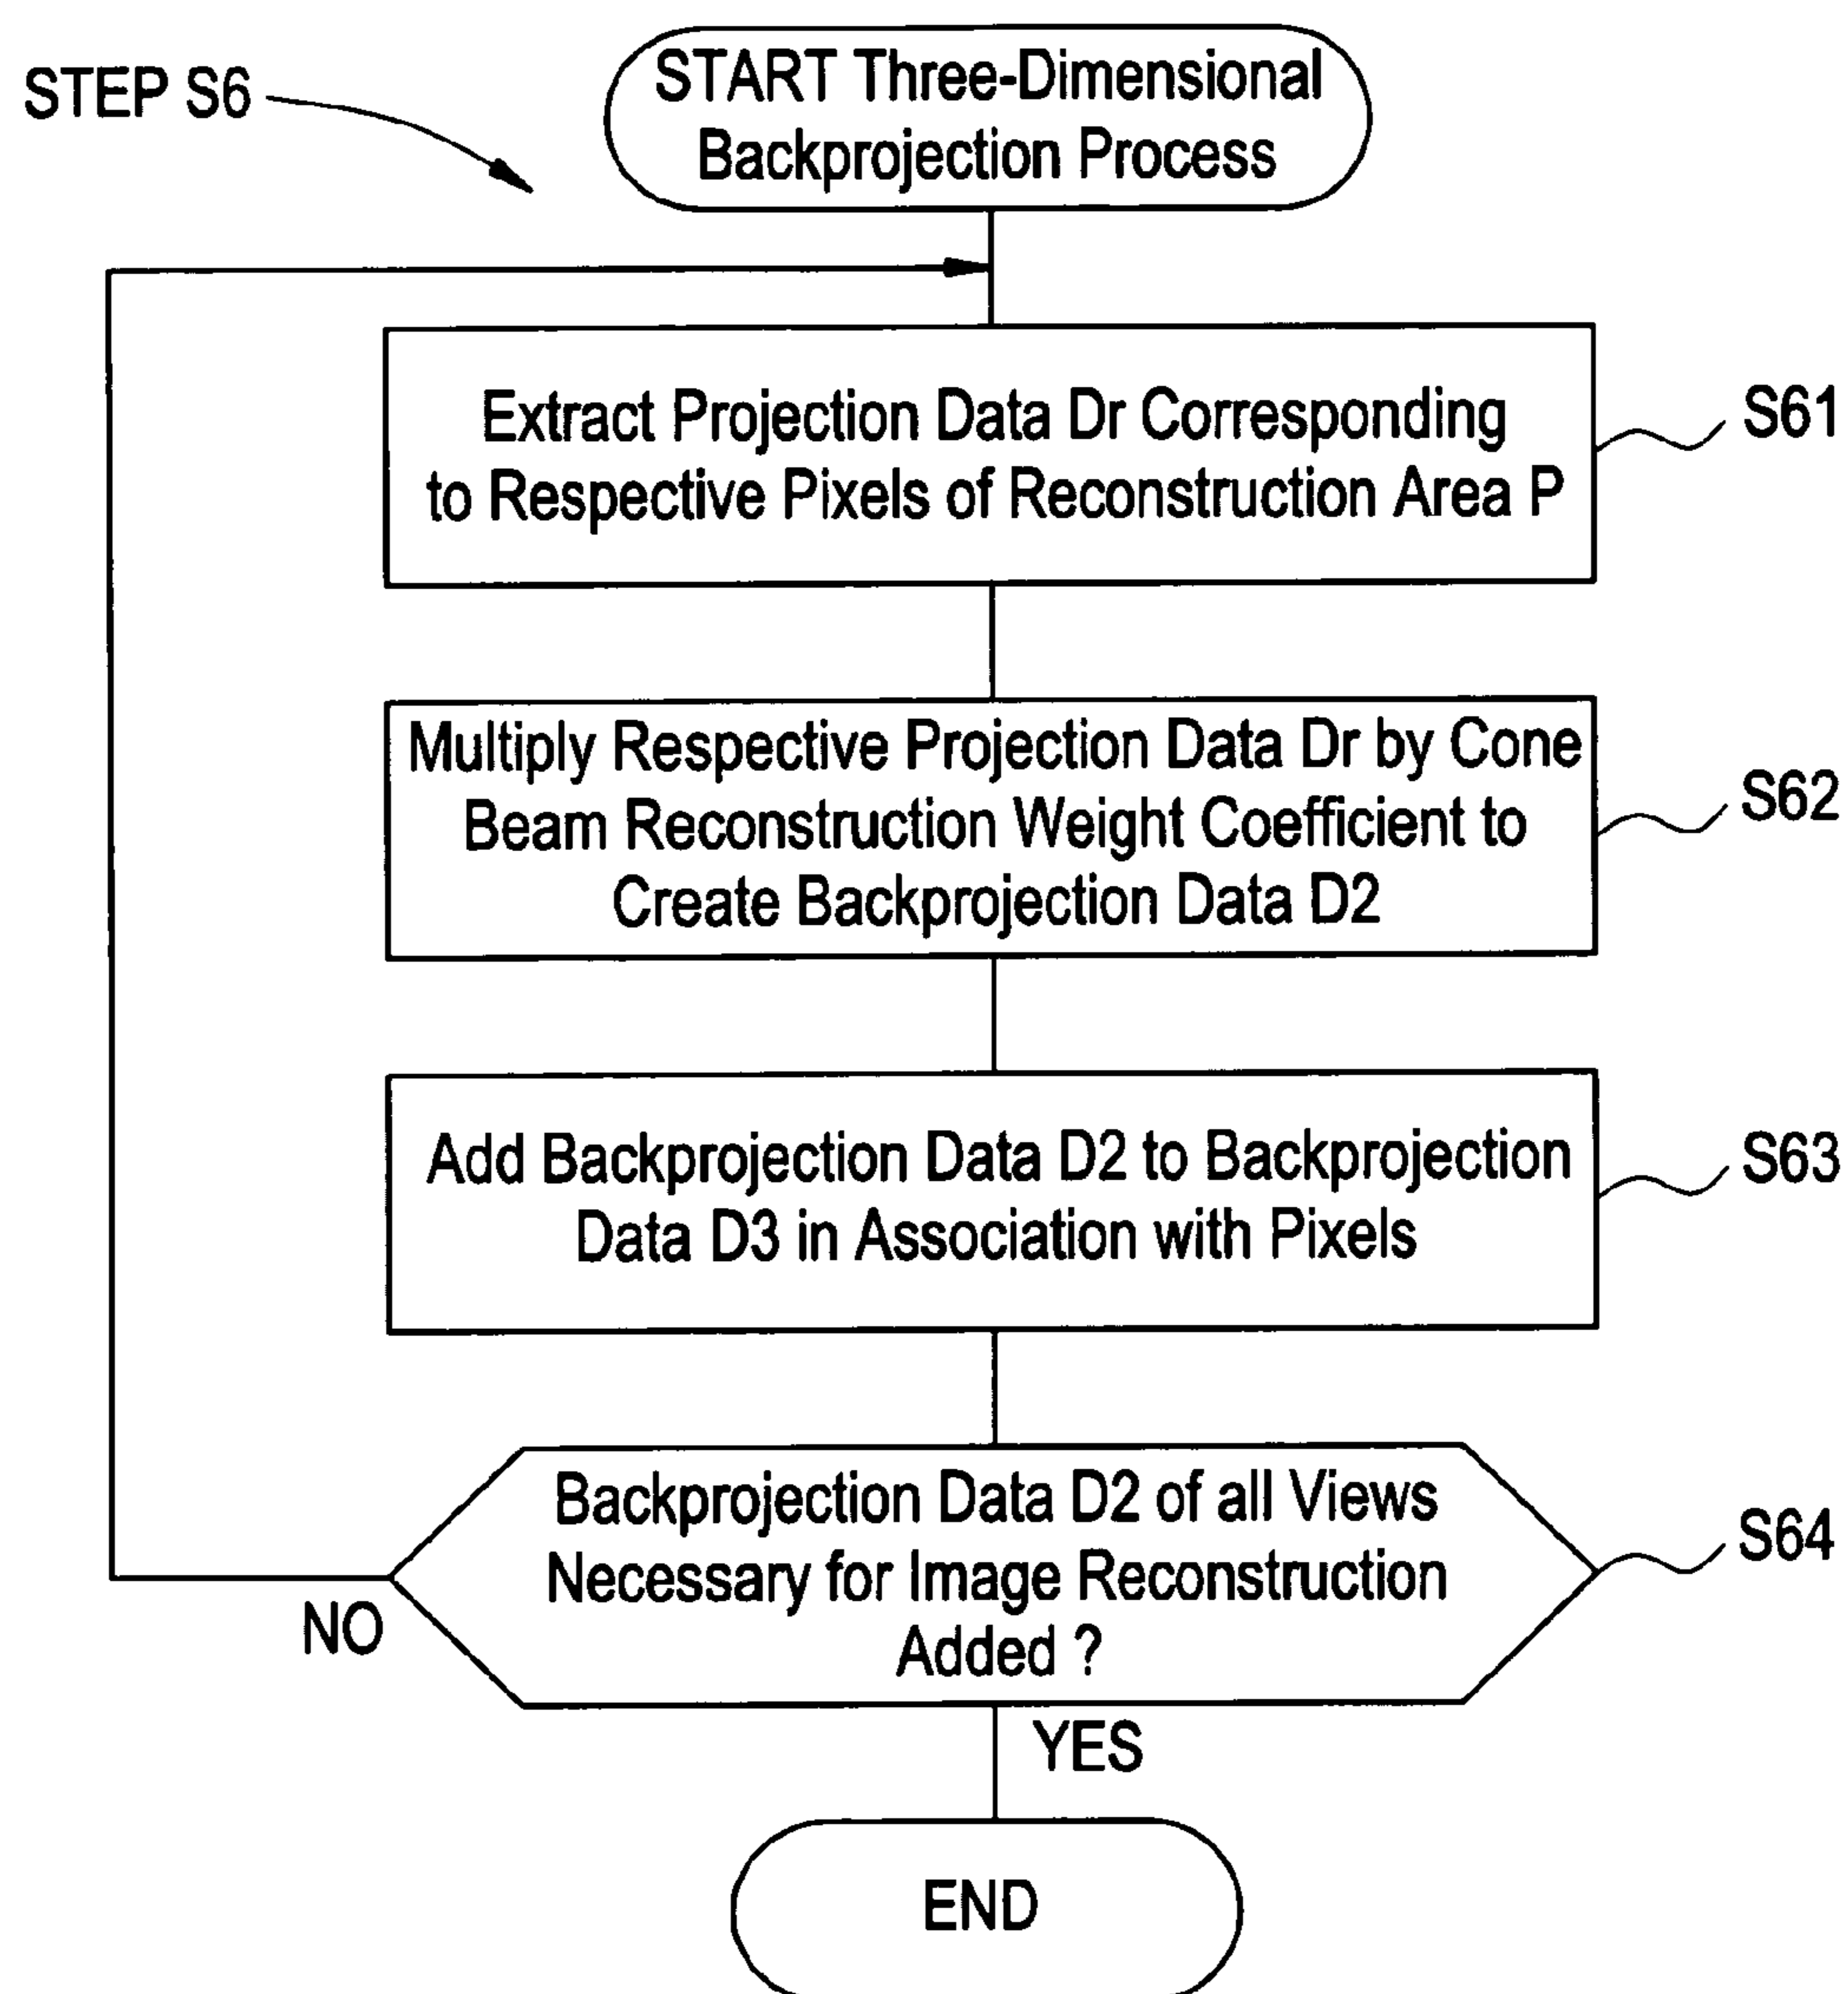 STEP S6
START Three-Dimensional
Backprojection Process
Extract Projection Data Dr Corresponding
to Respective Pixels of Reconstruction Area P
S61
Multiply Respective Projection Data Dr by Cone
Beam Reconstruction Weight Coefficient to
Create Backprojection Data D2
S62
Add Backprojection Data D2 to Backprojection
Data D3 in Association with Pixels
S63
Backprojection Data D2 of all Views
Necessary for Image Reconstruction
Added ?
S64
NO
YES
END